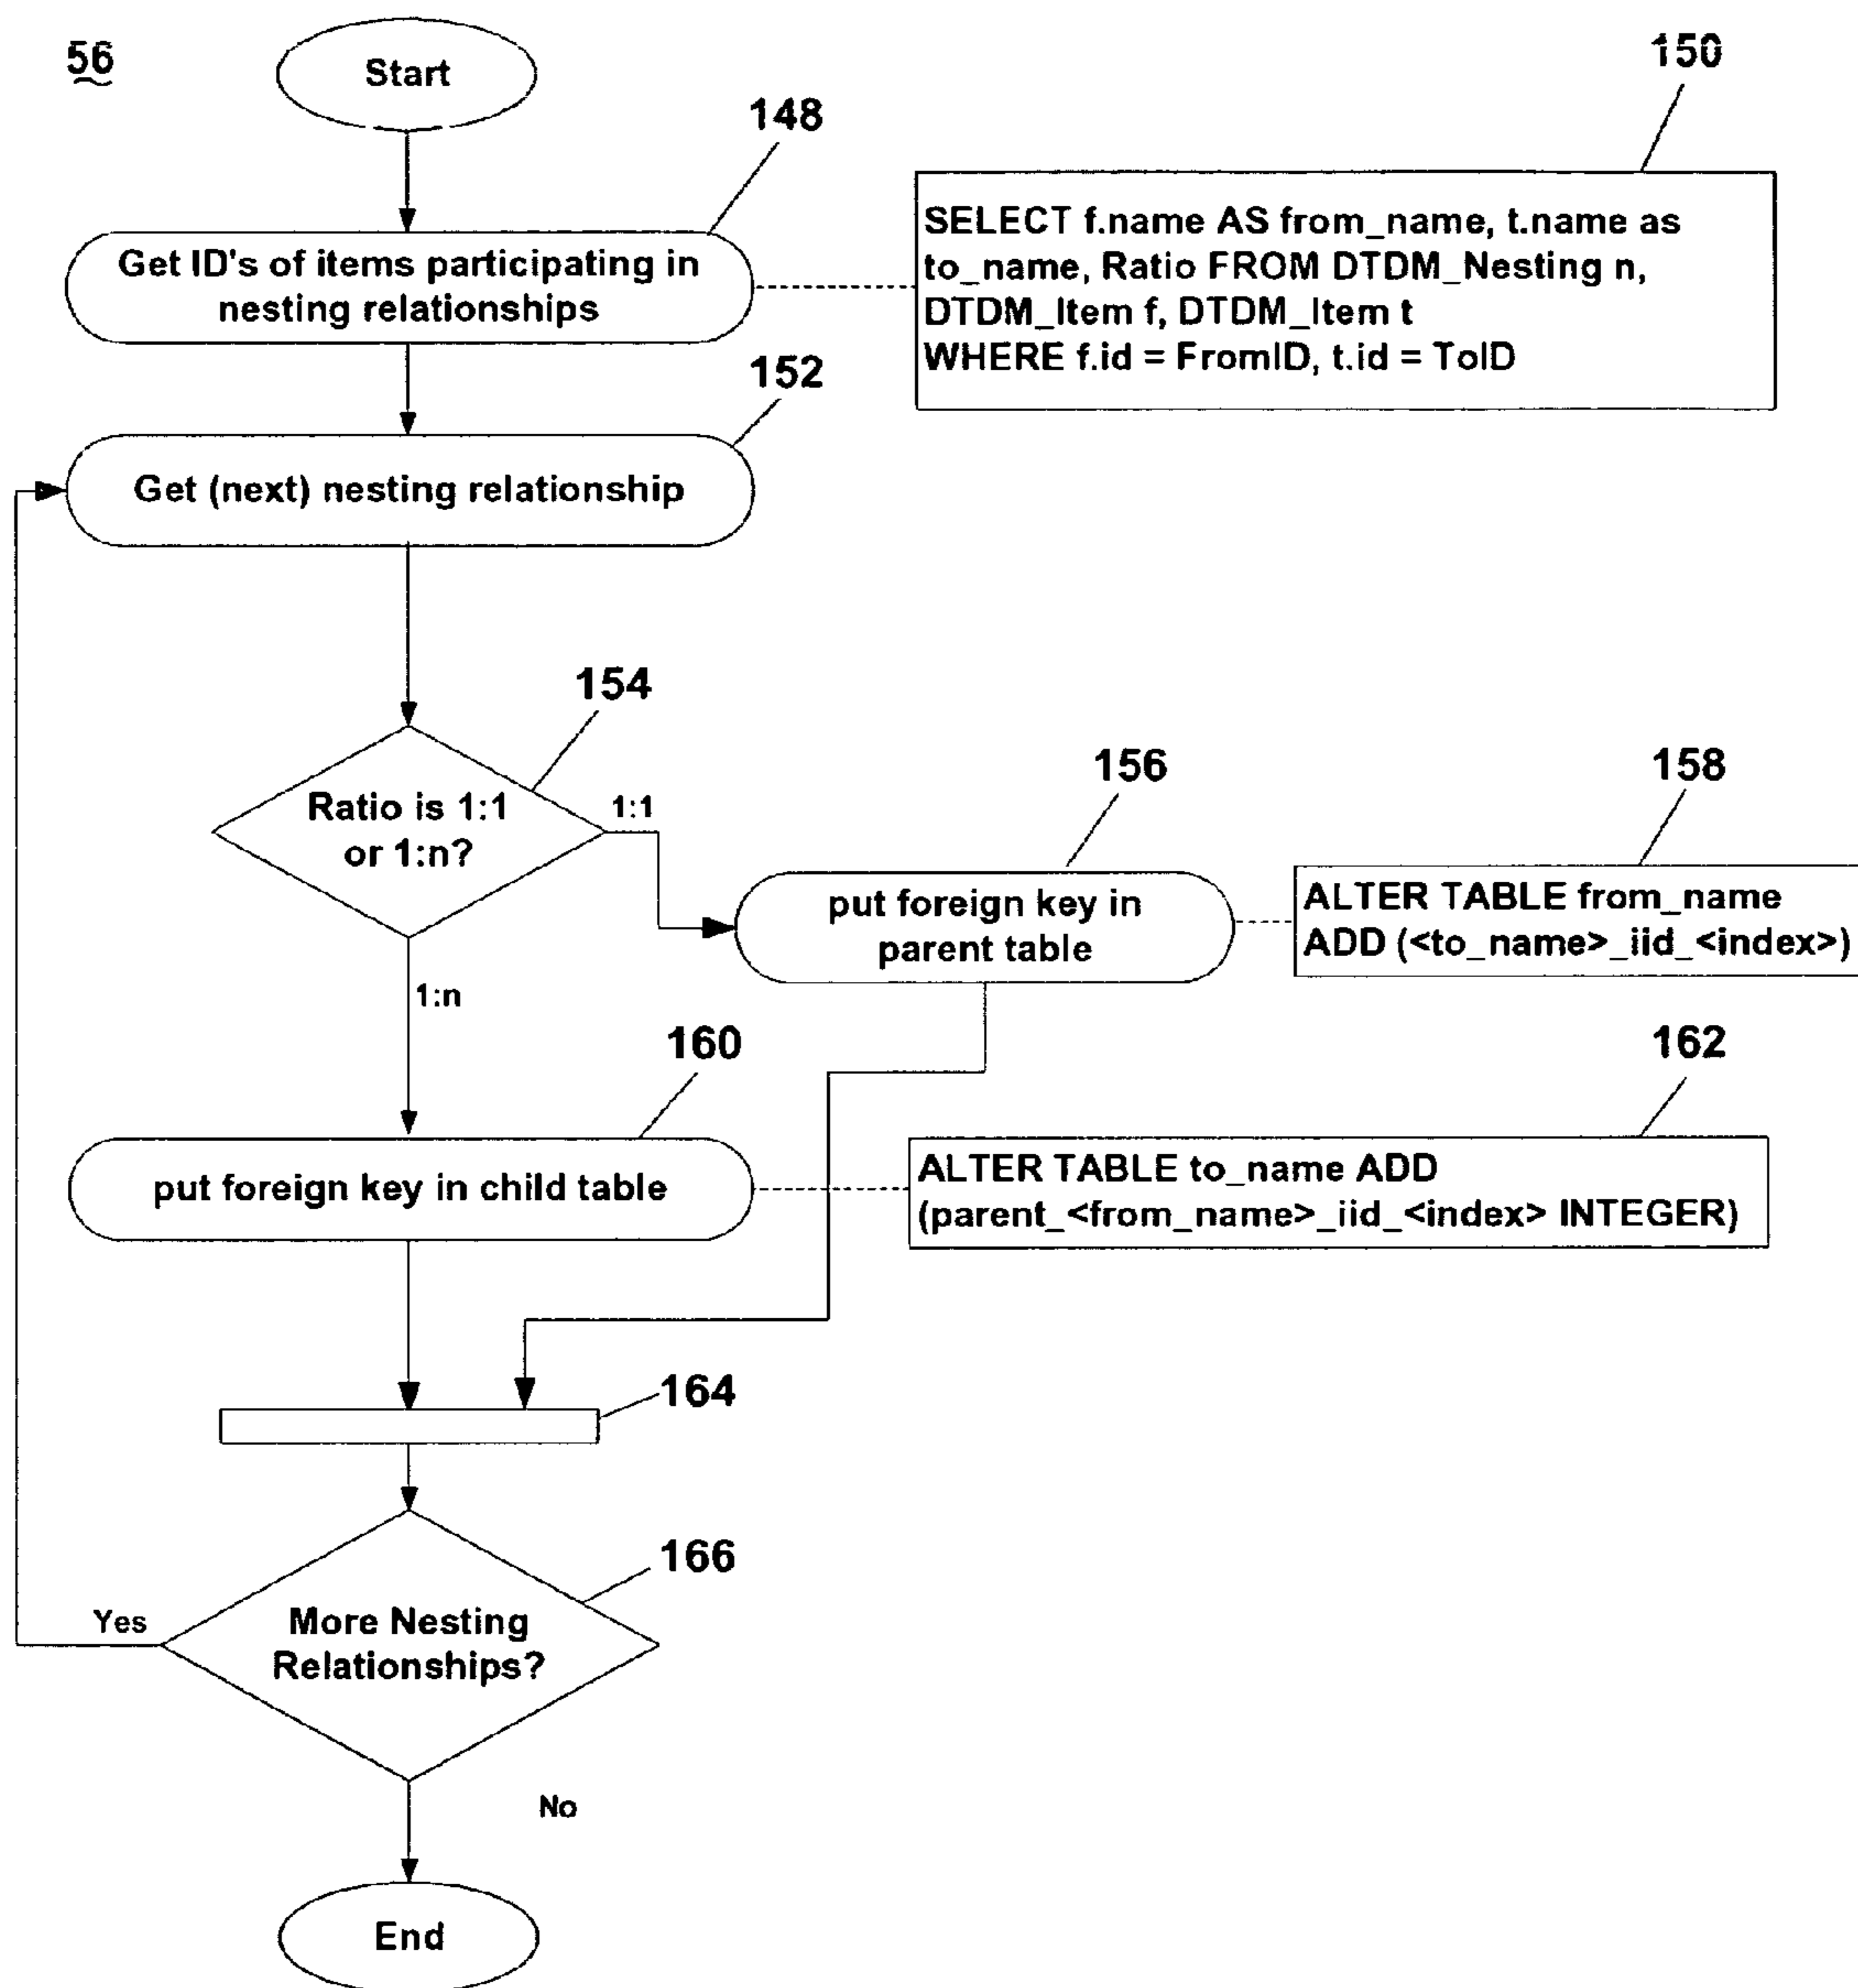 56
Start
148
150
Get ID's of items participating in
nesting relationships
SELECT f.name AS from_name, t.name as
to_name, Ratio FROM DTDM_Nesting n,
DTDM_Item f, DTDM_Item t
WHERE f.id = FromID, t.id = ToID
152
Get (next) nesting relationship
154
Ratio is 1:1
or 1:n?
1:1
1:n
156
put foreign key in
parent table
158
ALTER TABLE from_name
ADD (<to_name>_iid_<index>)
160
put foreign key in child table
162
ALTER TABLE to_name ADD
(parent_<from_name>_iid_<index> INTEGER)
164
166
More Nesting
Relationships?
Yes
No
End